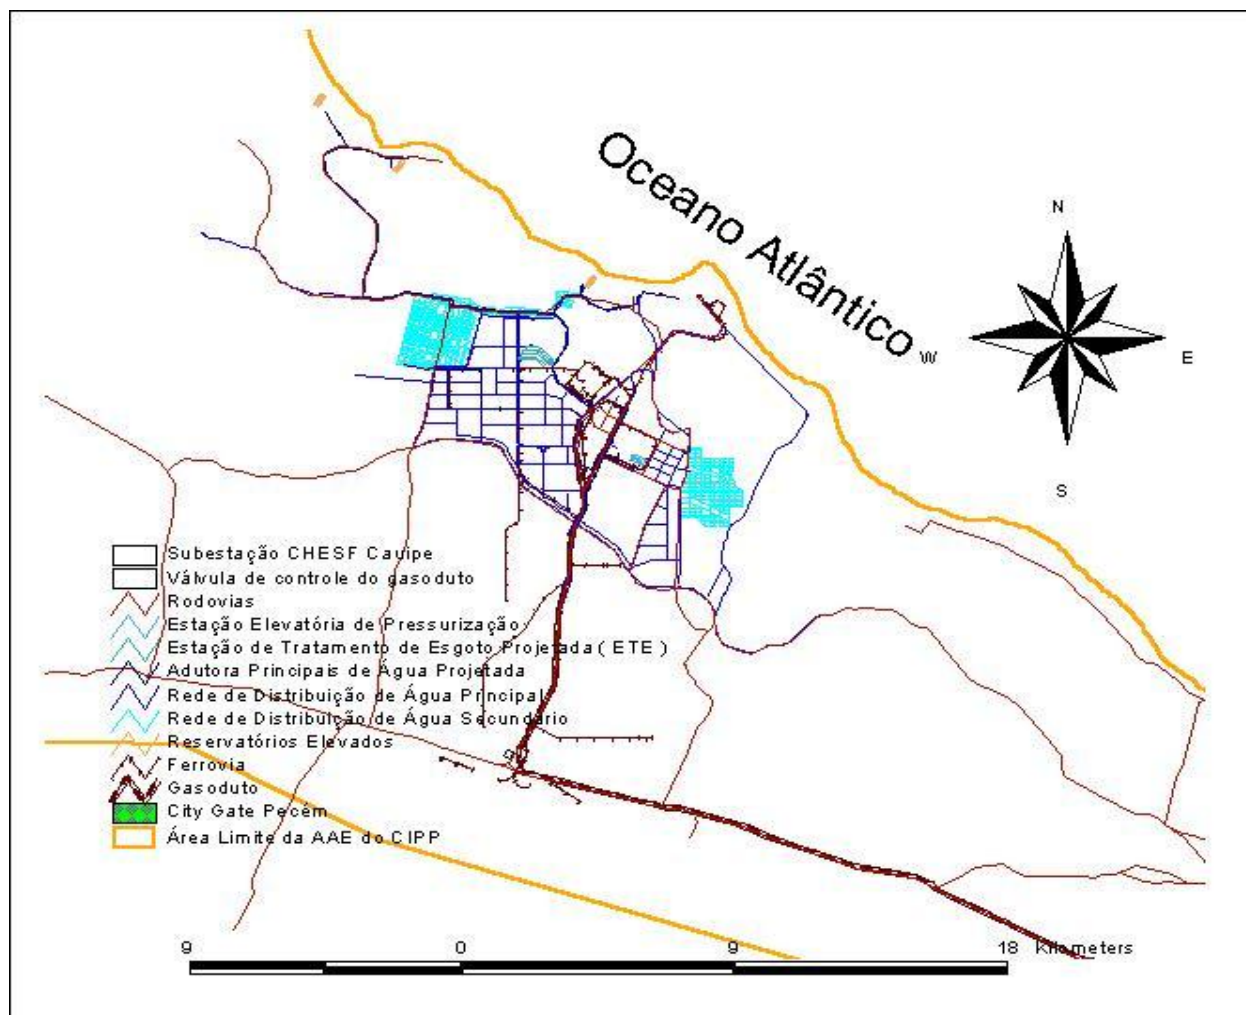 Oceano Atlântico
N
W
E
S
Subestação CHESF Cauipe
Válvula de controle do gasoduto
Rodovias
Estação Elevatória de Pressurização
Estação de Tratamento de Esgoto Projetada ( ETE )
Adutora Principais de Água Projetada
Rede de Distribuição de Água Principal
Rede de Distribuição de Água Secundário
Reservatórios Elevados
Ferrovia
Gasoduto
City Gate Pecém
Área Limite da AAE do CIPP
9 0 9 18 Kilometers